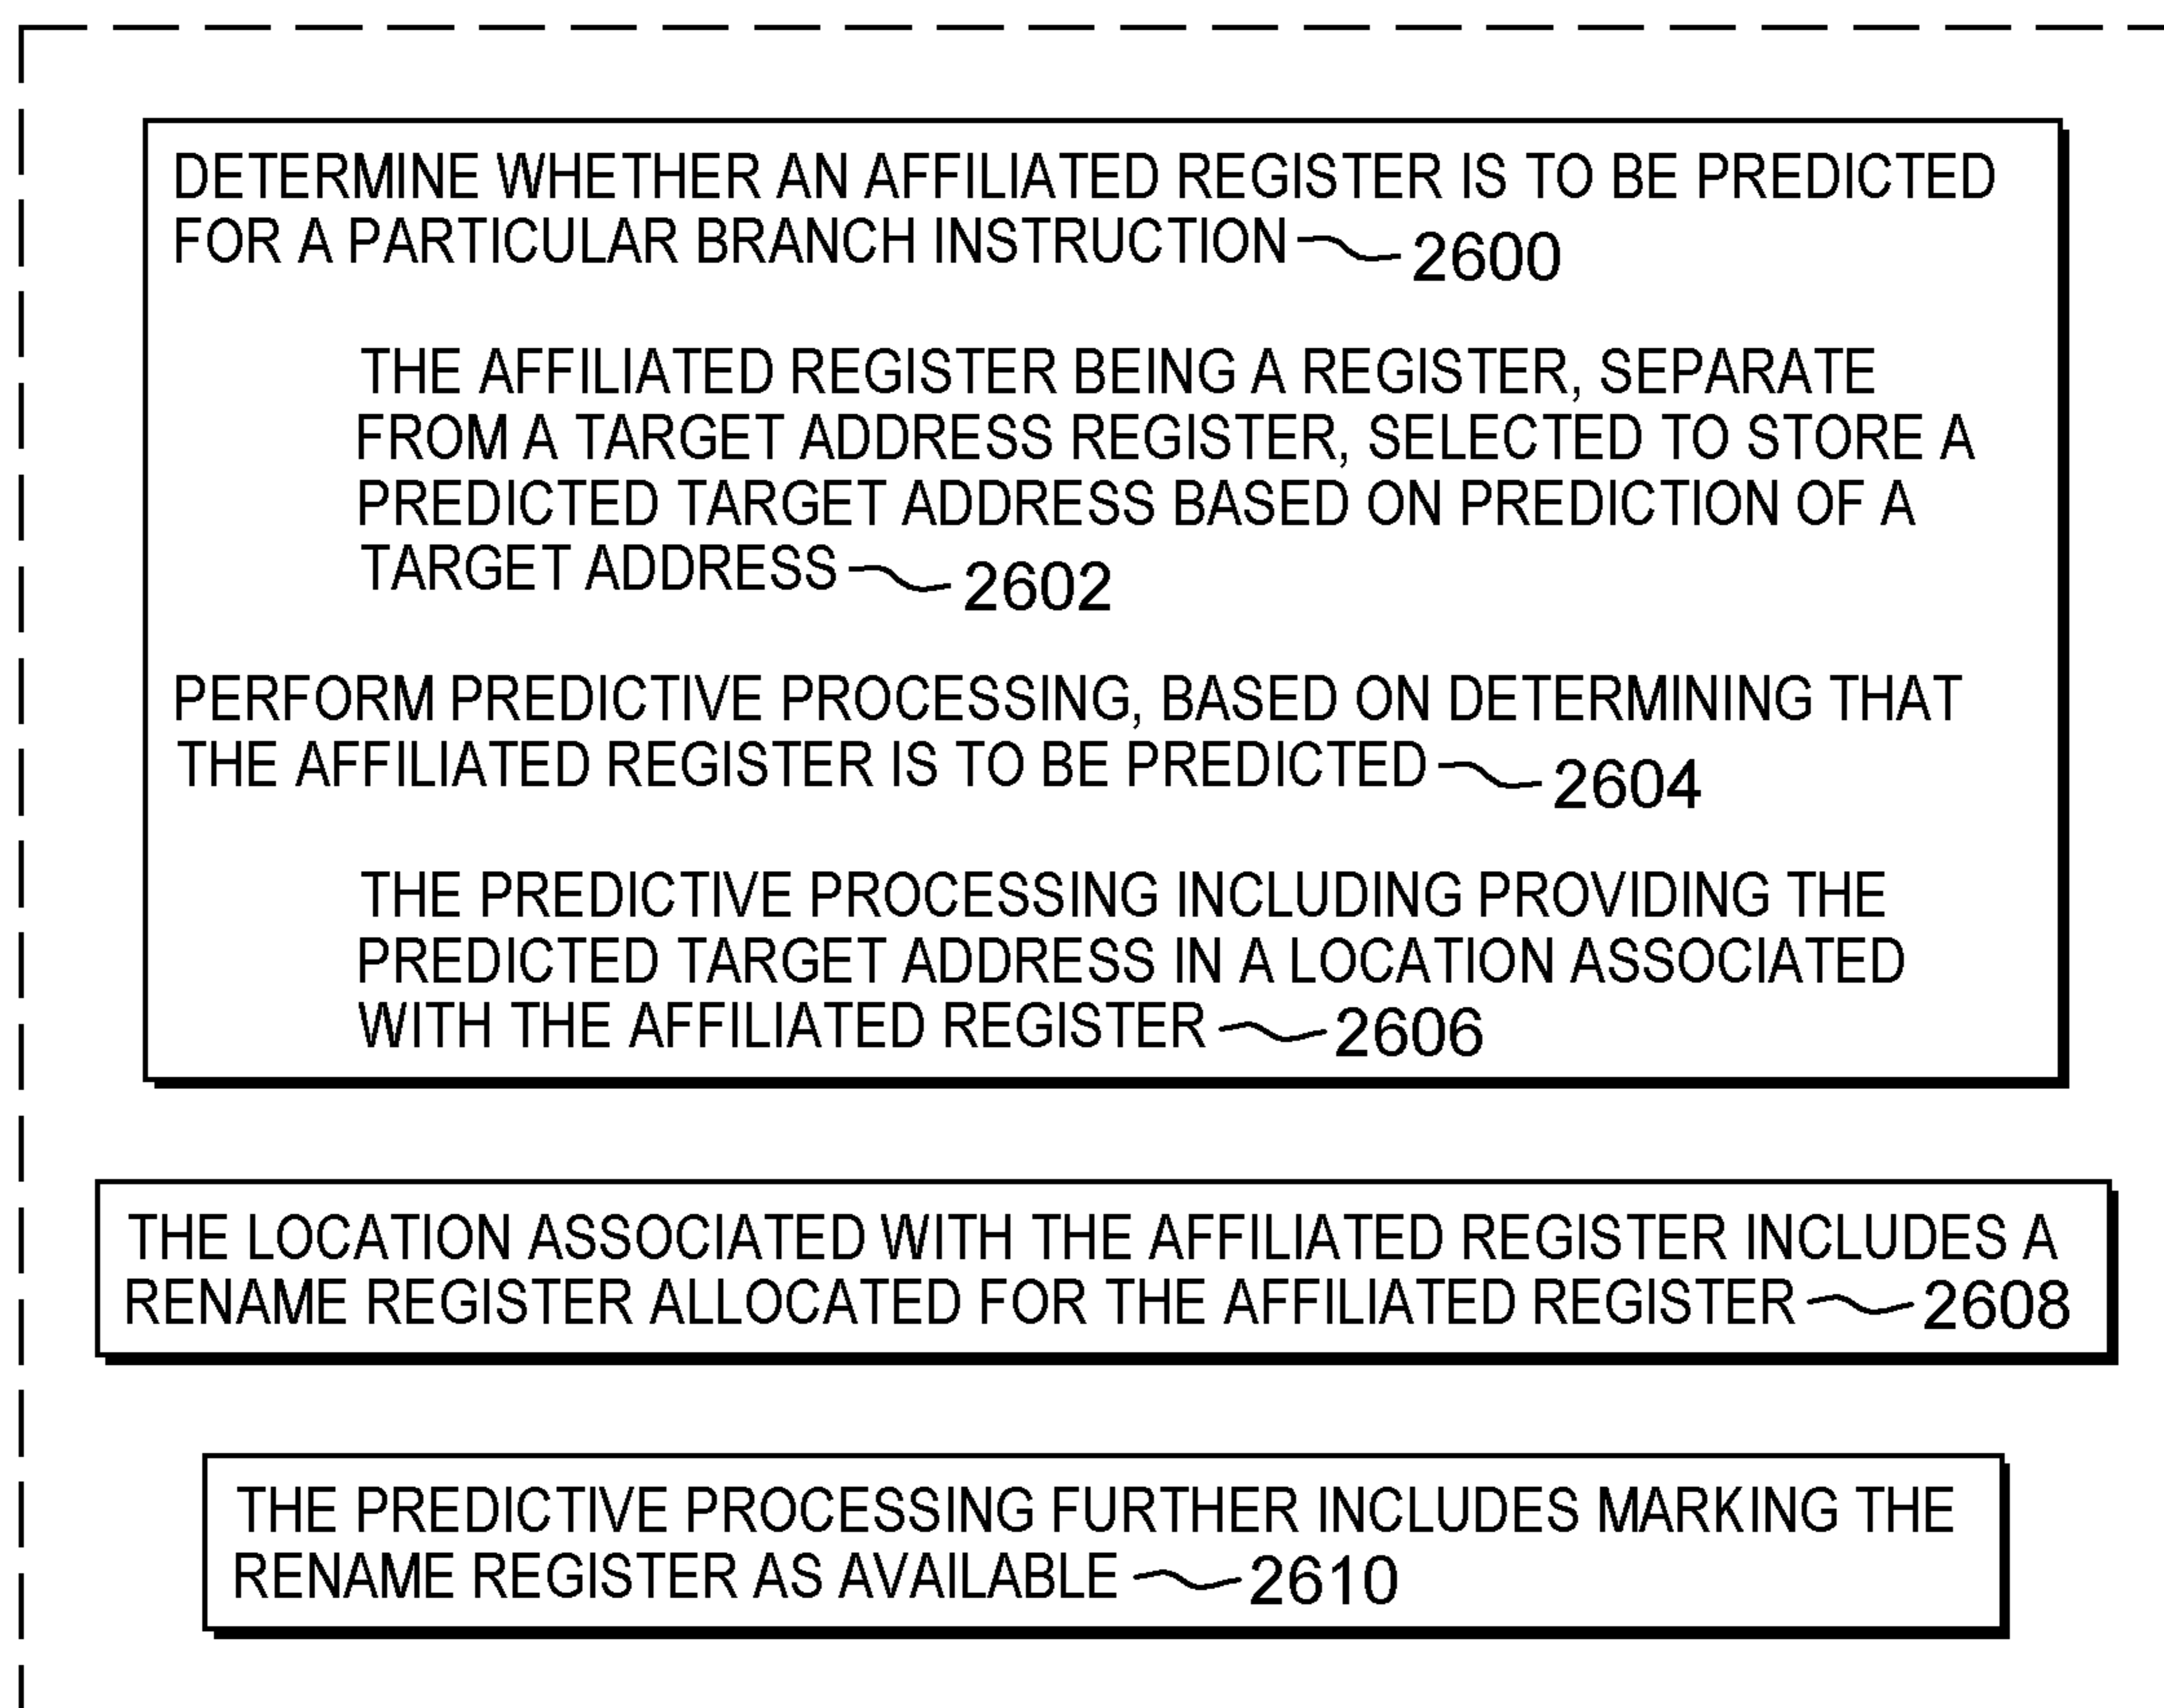 DETERMINE WHETHER AN AFFILIATED REGISTER IS TO BE PREDICTED
FOR A PARTICULAR BRANCH INSTRUCTION 2600
THE AFFILIATED REGISTER BEING A REGISTER, SEPARATE
FROM A TARGET ADDRESS REGISTER, SELECTED TO STORE A
PREDICTED TARGET ADDRESS BASED ON PREDICTION OF A
TARGET ADDRESS 2602
PERFORM PREDICTIVE PROCESSING, BASED ON DETERMINING THAT
THE AFFILIATED REGISTER IS TO BE PREDICTED 2604
THE PREDICTIVE PROCESSING INCLUDING PROVIDING THE
PREDICTED TARGET ADDRESS IN A LOCATION ASSOCIATED
WITH THE AFFILIATED REGISTER 2606
THE LOCATION ASSOCIATED WITH THE AFFILIATED REGISTER INCLUDES A
RENAME REGISTER ALLOCATED FOR THE AFFILIATED REGISTER 2608
THE PREDICTIVE PROCESSING FURTHER INCLUDES MARKING THE
RENAME REGISTER AS AVAILABLE 2610